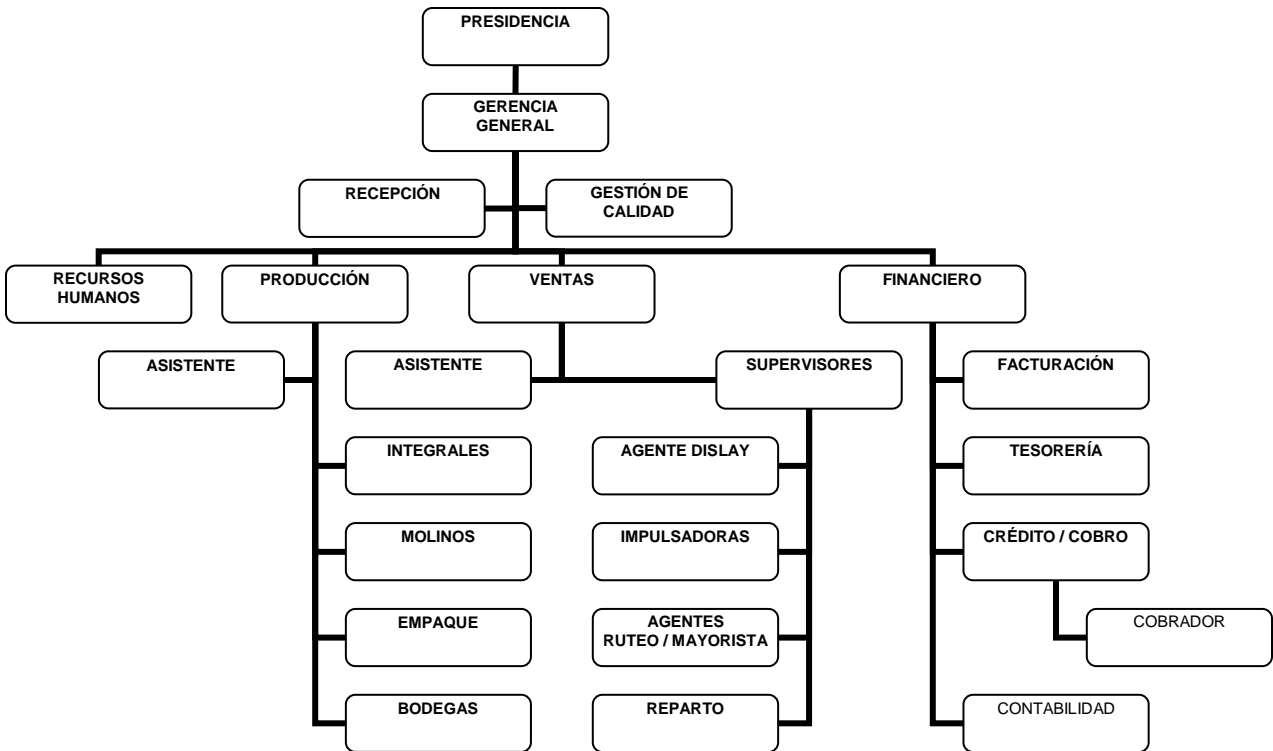 PRESIDENCIA
GERENCIA
GENERAL
RECEPCIÓN
GESTIÓN DE
CALIDAD
RECURSOS
HUMANOS
PRODUCCIÓN
VENTAS
FINANCIERO
ASISTENTE
ASISTENTE
SUPERVISORES
FACTURACIÓN
INTEGRALES
AGENTE DISLAY
TESORERÍA
MOLINOS
IMPULSADORAS
CRÉDITO / COBRO
EMPAQUE
AGENTES
RUTEO / MAYORISTA
COBRADOR
BODEGAS
REPARTO
CONTABILIDAD